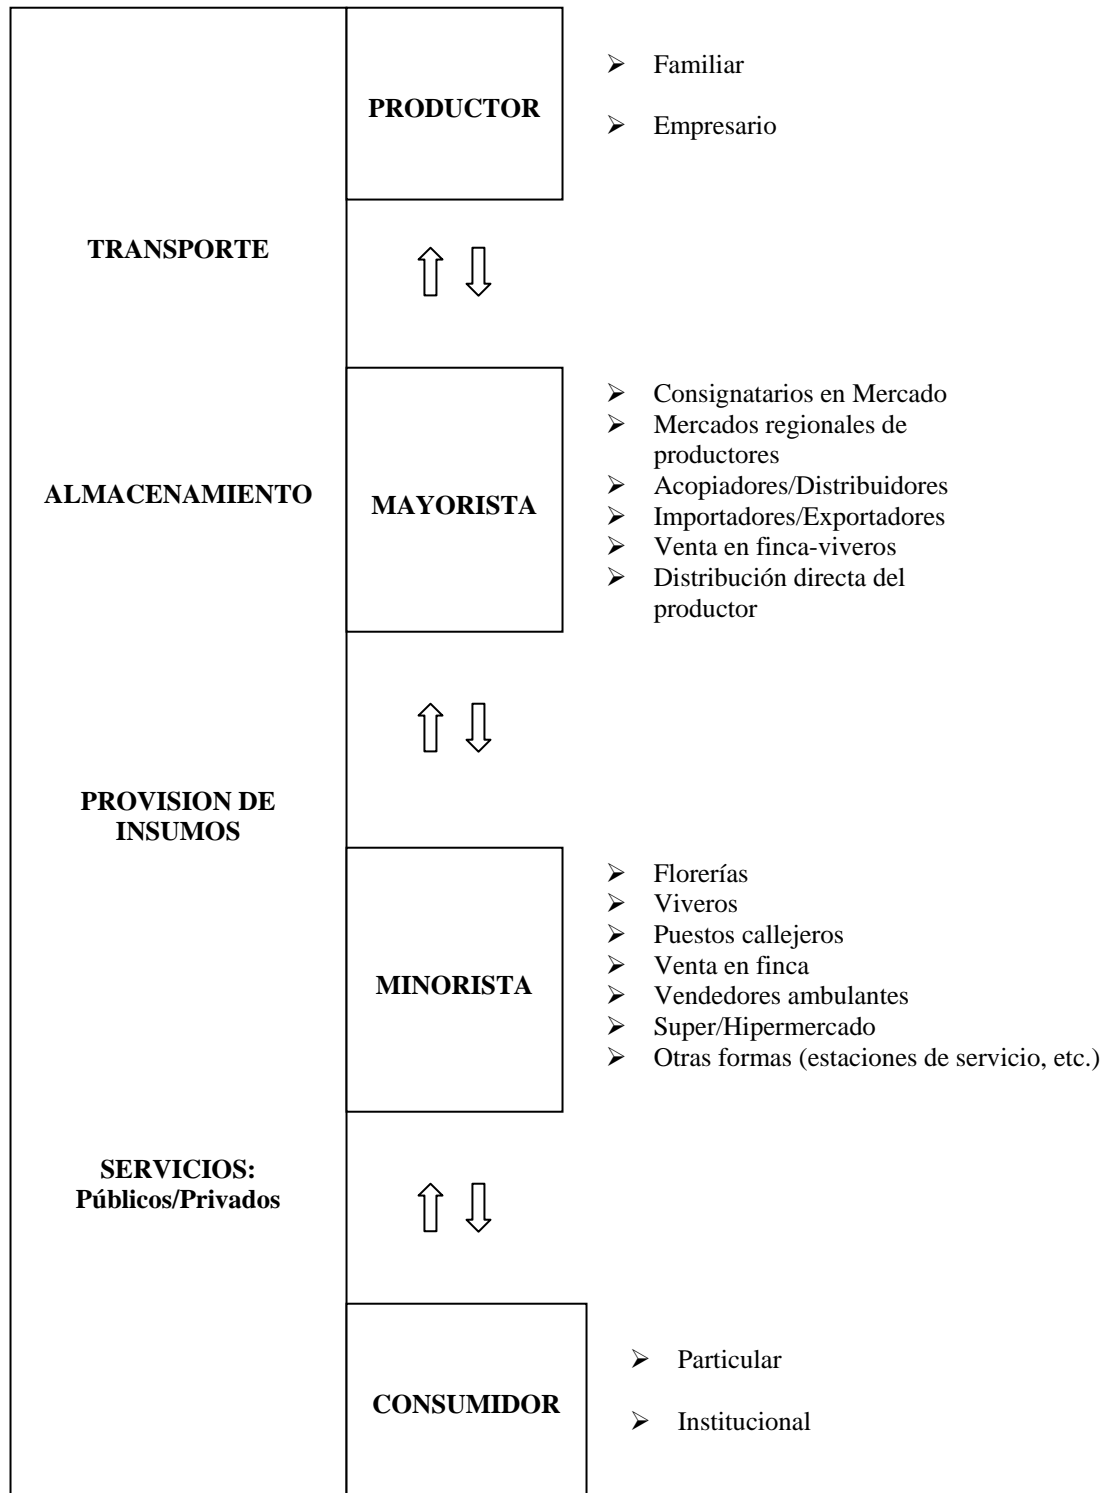 PRODUCTOR
Familiar
Empresario
TRANSPORTE
ALMACENAMIENTO
MAYORISTA
Consignatarios en Mercado
Mercados regionales de
productores
Acopiadores/Distribuidores
Importadores/Exportadores
Venta en finca-viveros
Distribución directa del
productor
PROVISION DE
INSUMOS
MINORISTA
Florerías
Viveros
Puestos callejeros
Venta en finca
Vendedores ambulantes
Super/Hipermercado
Otras formas (estaciones de servicio, etc.)
SERVICIOS:
Públicos/Privados
CONSUMIDOR
Particular
Institucional